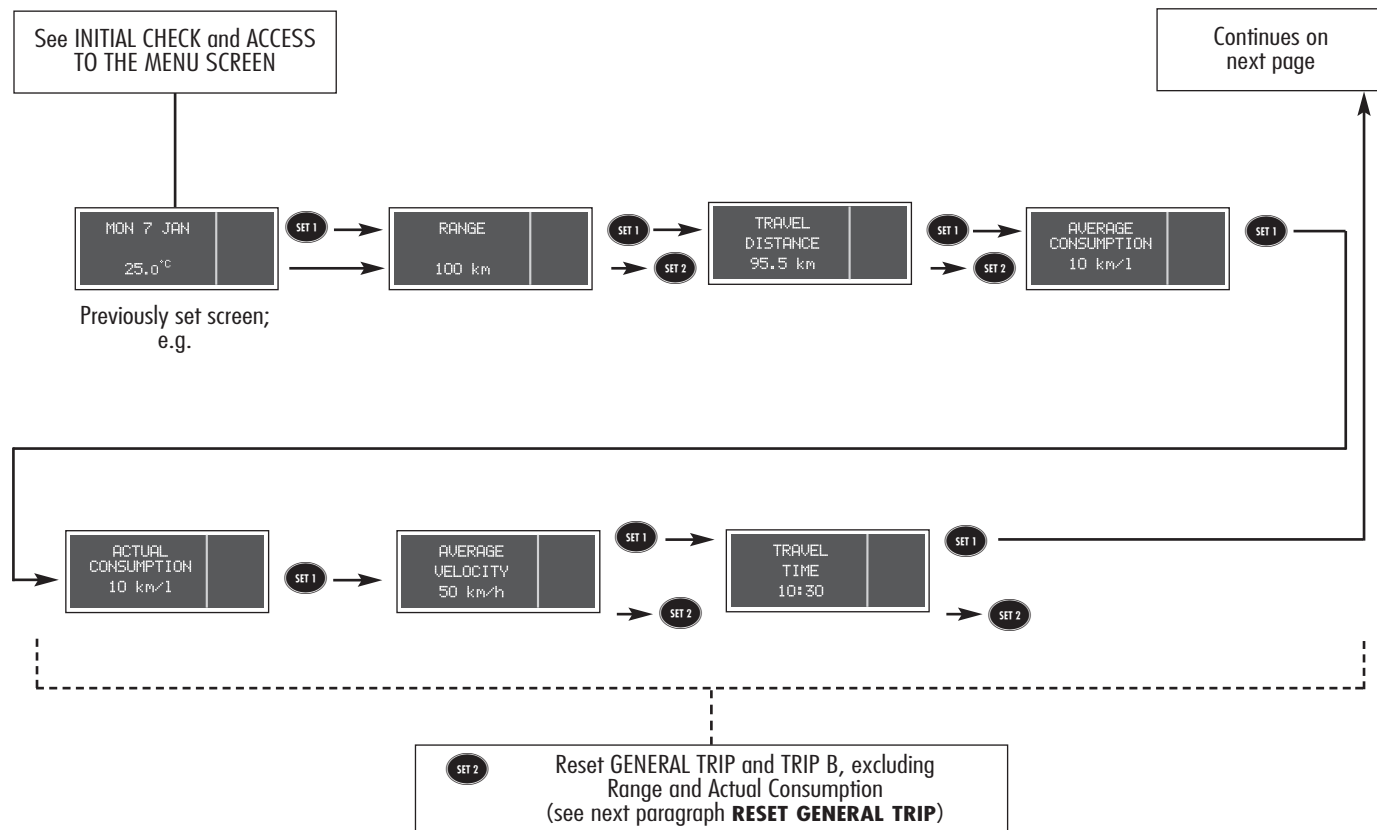 See INITIAL CHECK and ACCESS
TO THE MENU SCREEN
Continues on
next page
MON 7 JAN
25.0°C
SET 1
RANGE
100 km
SET 1
SET 2
TRAVEL
DISTANCE
95.5 km
SET 1
SET 2
AVERAGE
CONSUMPTION
10 km/l
SET 1
Previously set screen;
e.g.
ACTUAL
CONSUMPTION
10 km/l
SET 1
AVERAGE
VELOCITY
50 km/h
SET 1
SET 2
TRAVEL
TIME
10:30
SET 1
SET 2
SET 2
Reset GENERAL TRIP and TRIP B, excluding
Range and Actual Consumption
(see next paragraph RESET GENERAL TRIP)